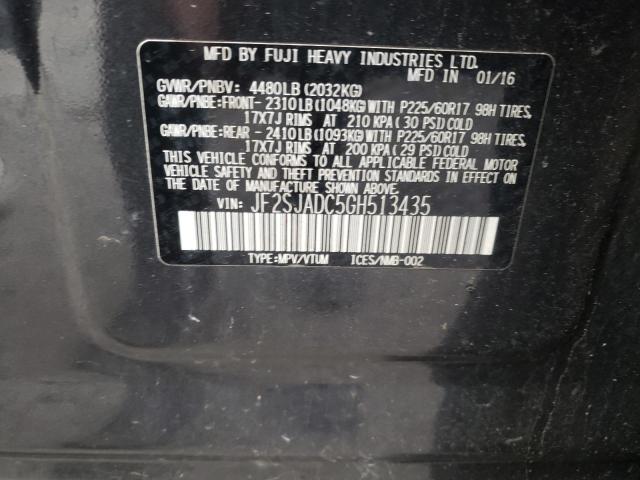 MFD BY FUJI HEAVY INDUSTRIES LTD.
MFD IN 01/16
GVWR/PNBV: 4480LB (2032KG)
GAWR/PNBE:FRONT- 2310LB(1048KG)WITH P225/60R17 98H TIRES,
17X7J RIMS AT 210 KPA ( 30 PSI)COLD
GAWR/PNBE:REAR - 2410LB(1093KG)WITH P225/60R17 98H TIRES,
17X7J RIMS AT 200 KPA (29 PSI)COLD
THIS VEHICLE CONFORMS TO ALL APPLICABLE FEDERAL MOTOR
VEHICLE SAFETY STANDARDS IN EFFECT ON THE
DATE OF MANUFACTURE SHOWN ABOVE.
VIN: JF2SJADC5GH513435
TYPE:MPV/VTUM ICES/NMB-002